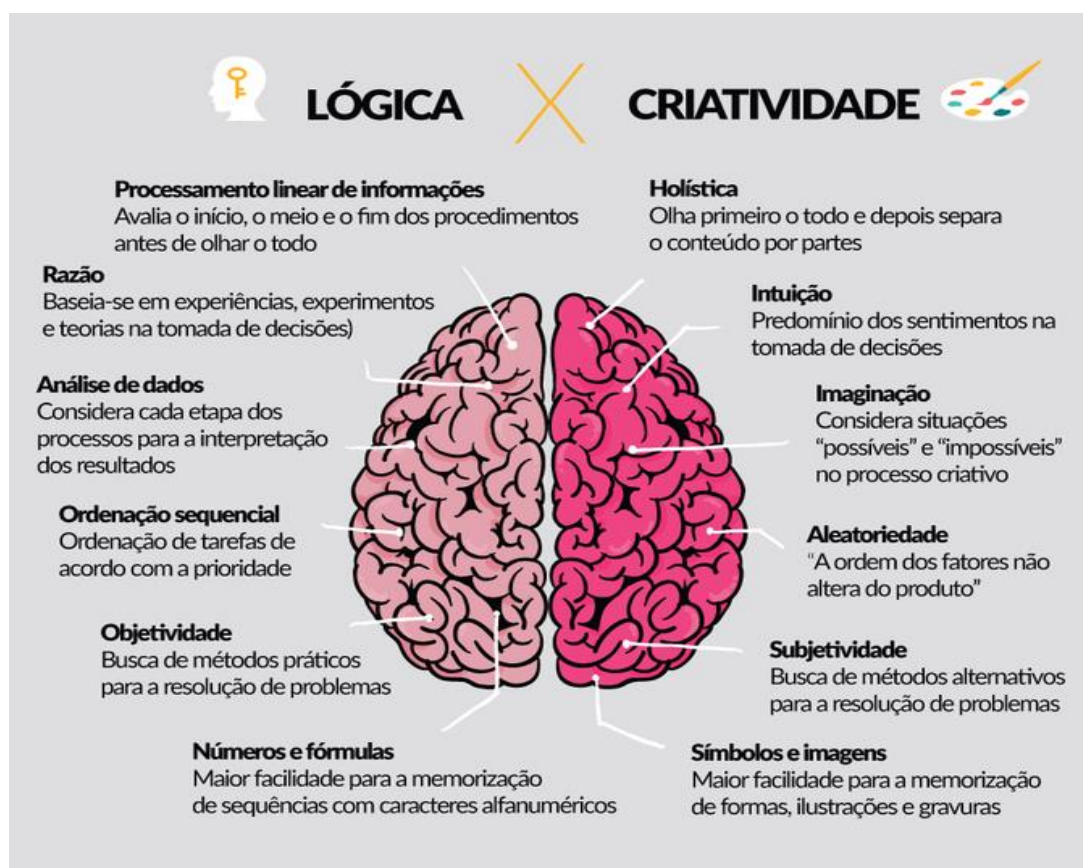 LÓGICA
CRIATIVIDADE
Processamento linear de informações
Avalia o início, o meio e o fim dos procedimentos
antes de olhar o todo
Razão
Baseia-se em experiências, experimentos
e teorias na tomada de decisões)
Análise de dados
Considera cada etapa dos
processos para a interpretação
dos resultados
Ordenação sequencial
Ordenação de tarefas de
acordo com a prioridade
Objetividade
Busca de métodos práticos
para a resolução de problemas
Números e fórmulas
Maior facilidade para a memorização
de sequências com caracteres alfanuméricos
Holística
Olha primeiro o todo e depois separa
o conteúdo por partes
Intuição
Predomínio dos sentimentos na
tomada de decisões
Imaginação
Considera situações
“possíveis” e “impossíveis”
no processo criativo
Aleatoriedade
“A ordem dos fatores não
altera do produto”
Subjetividade
Busca de métodos alternativos
para a resolução de problemas
Símbolos e imagens
Maior facilidade para a memorização
de formas, ilustrações e gravuras